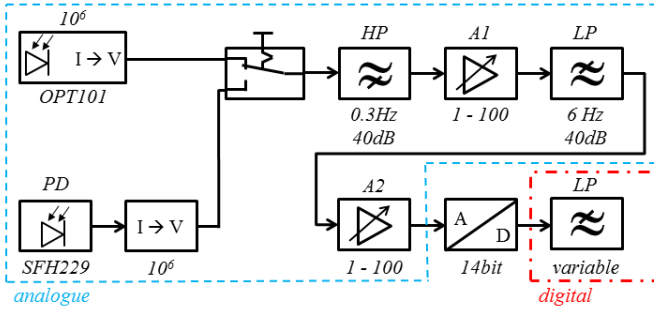 10⁶
I → V
OPT101
HP
0.3Hz
40dB
A1
1 - 100
LP
6 Hz
40dB
PD
SFH229
I → V
10⁶
A2
1 - 100
A
D
14bit
LP
variable
analogue
digital